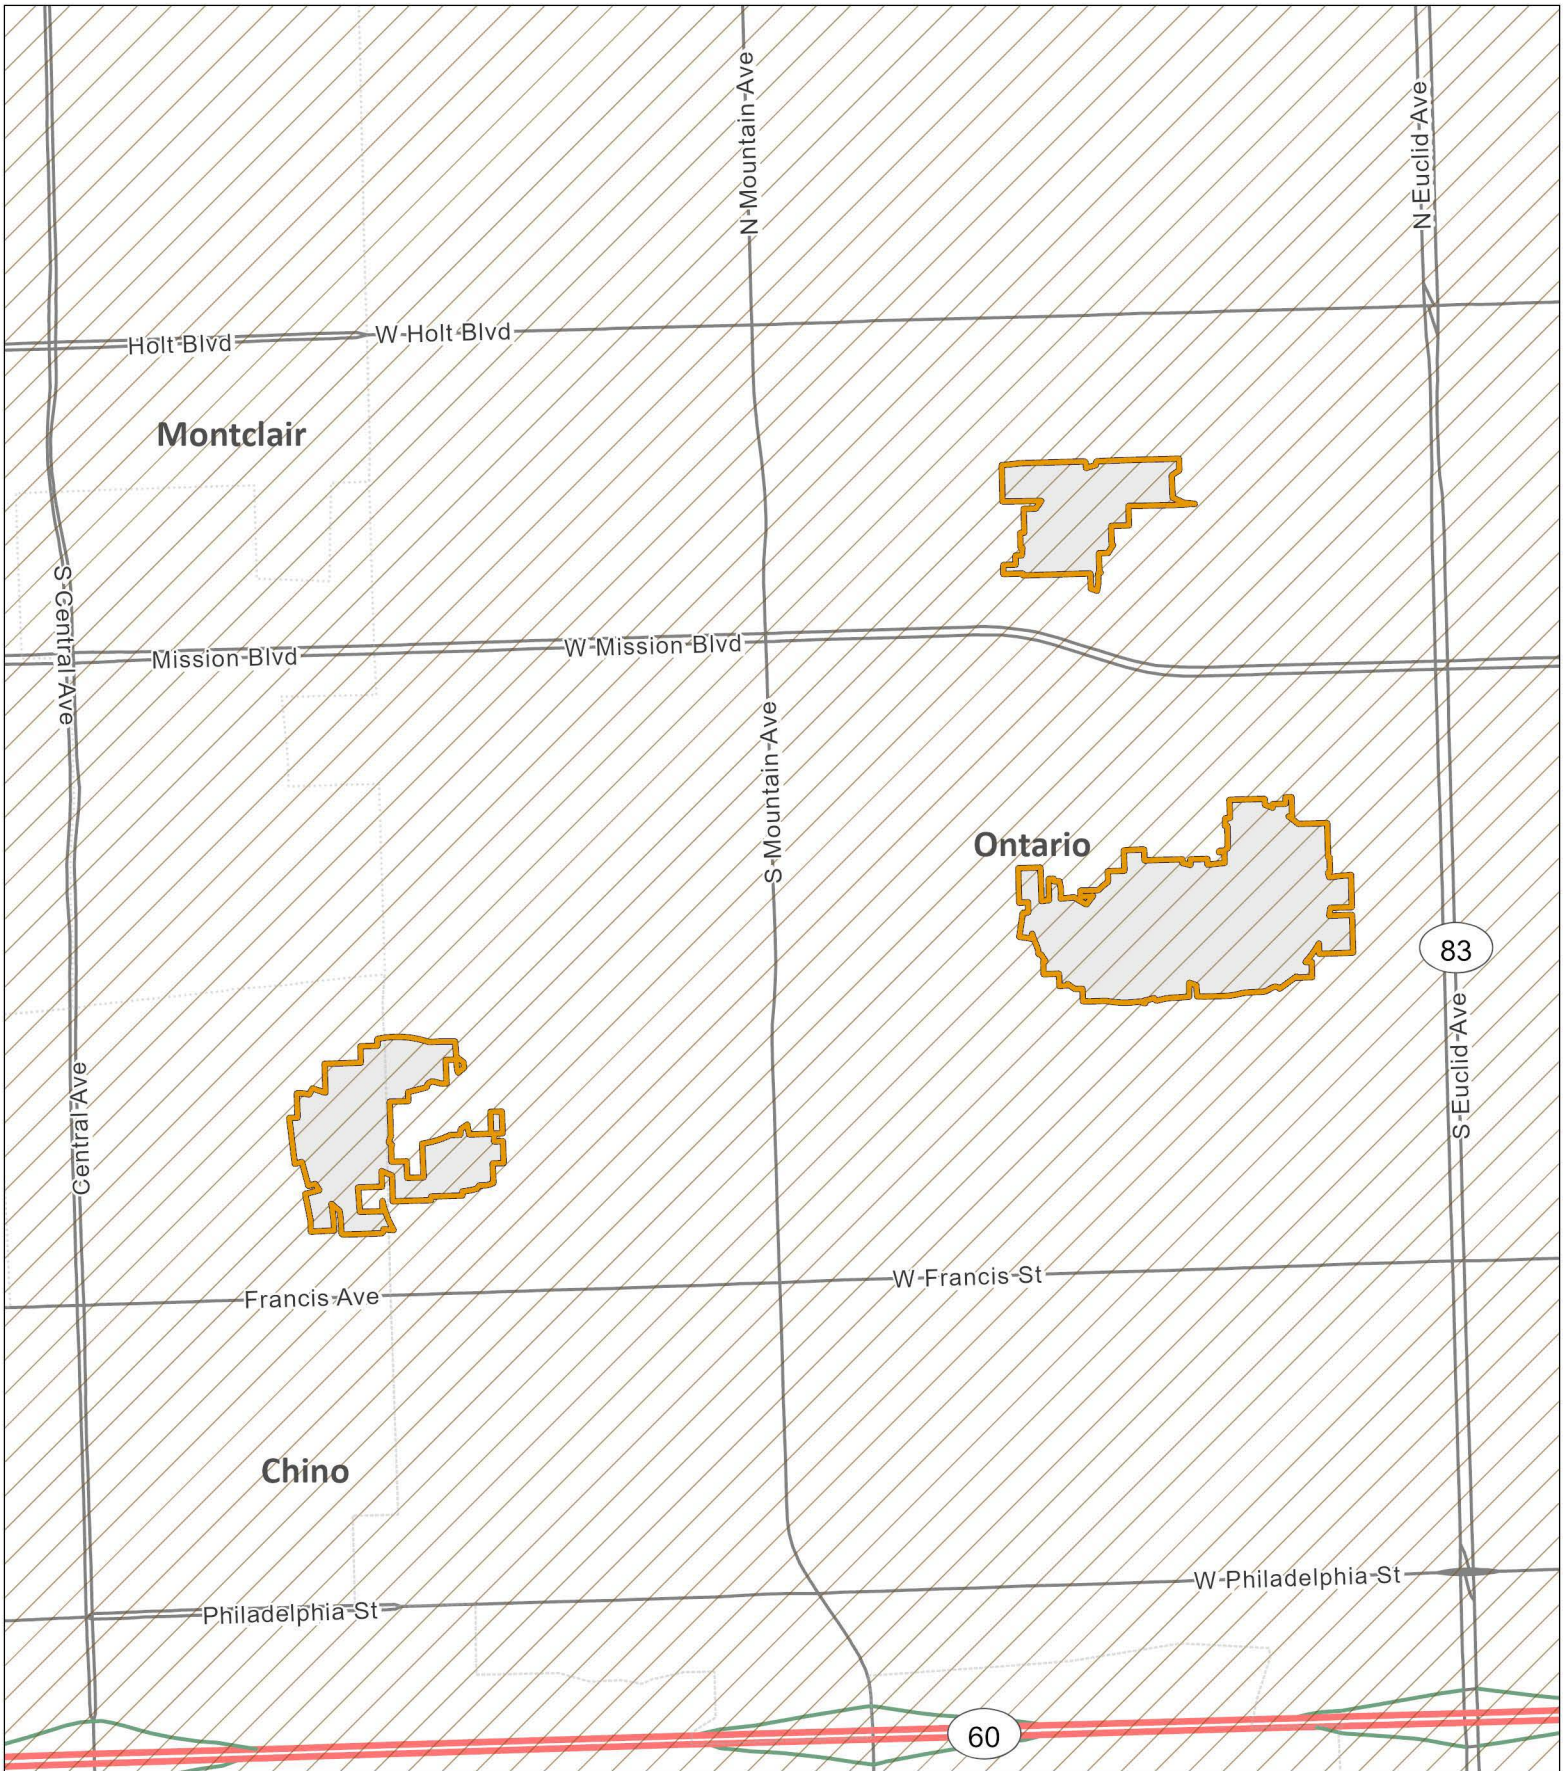 N-Mountain-Ave
N-Euclid-Ave
Holt Blvd
W-Holt Blvd
Montclair
S-Central-Ave
Mission-Blvd
W-Mission Blvd
S-Mountain-Ave
Ontario
83
S-Euclid-Ave
Central-Ave
W-Francis St
Francis-Ave
Chino
W-Philadelphia St
Philadelphia St
60